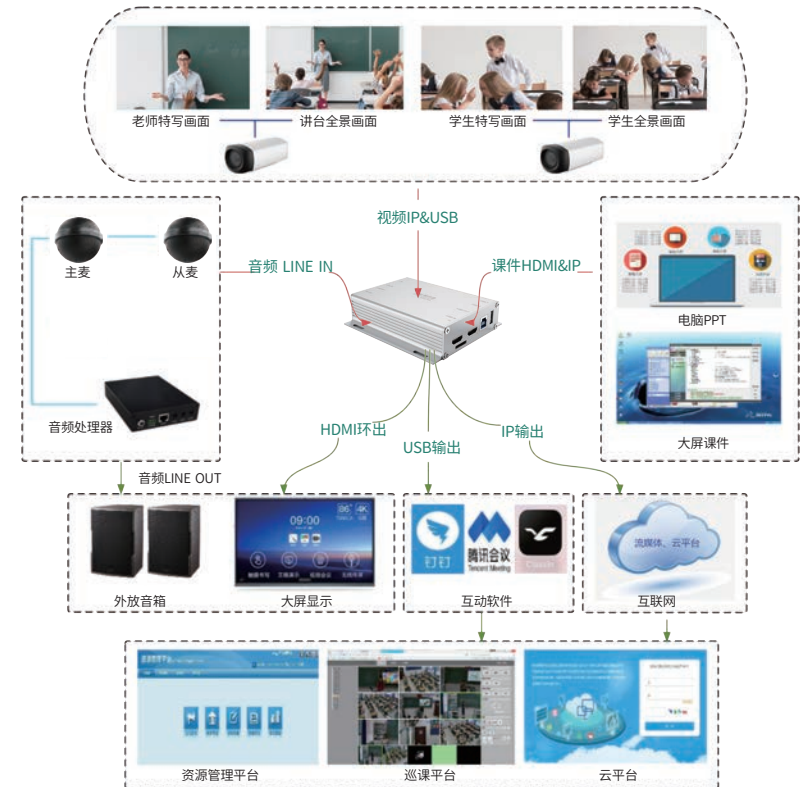 老师特写画面
讲台全景画面
学生特写画面
学生全景画面
视频IP&USB
主麦
从麦
音频 LINE IN
课件HDMI&IP
电脑PPT
音频处理器
大屏课件
HDMI环出
USB输出
IP输出
音频LINE OUT
86" 4K
09:00
钉钉
腾讯会议
Tencent Meeting
流媒体、云平台
外放音箱
大屏显示
互动软件
互联网
资源管理平台
巡课平台
云平台